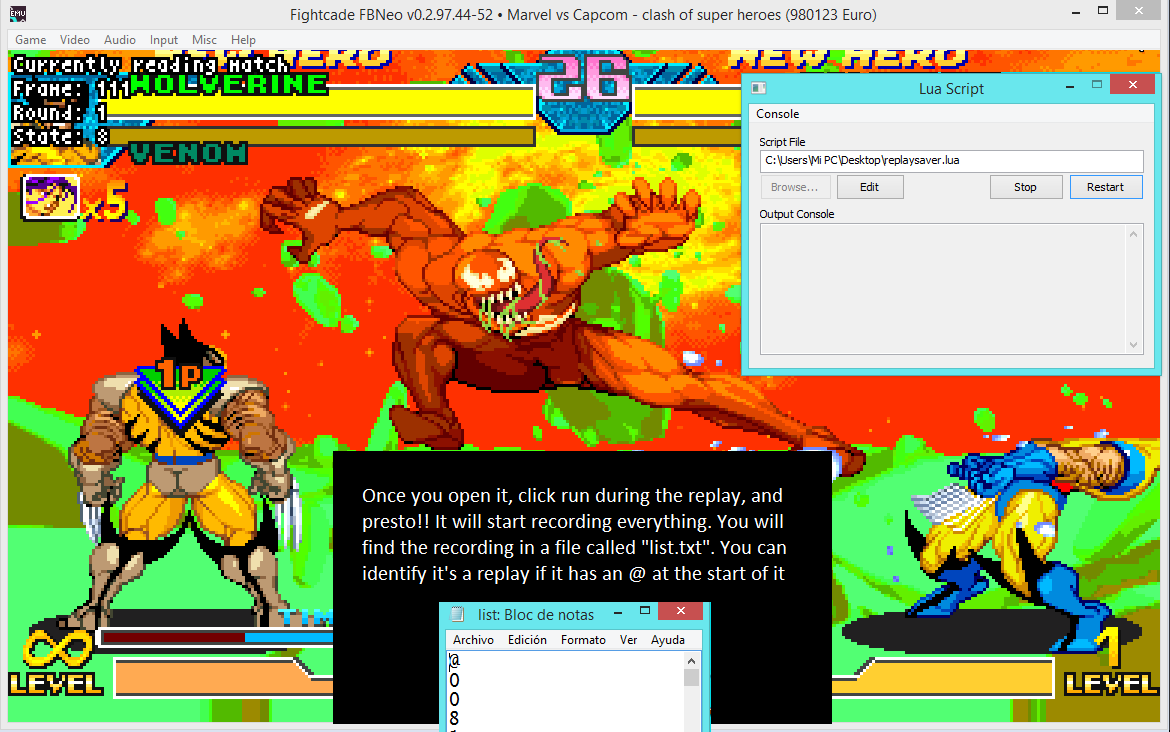 Fightcade FBNeo v0.2.97.44-52 • Marvel vs Capcom - clash of super heroes (980123 Euro)
Game Video Audio Input Misc Help
Currently reading Match
NEW HERO
NEW HERO
Frame: 111
WOLVERINE
26
Round: 1
State: 8
VENOM
x5
Lua Script
Console
Script File
C:\Users\Mi PC\Desktop\replaysaver.lua
Browse... Edit Stop Restart
Output Console
1P
Once you open it, click run during the replay, and
presto!! It will start recording everything. You will
find the recording in a file called "list.txt". You can
identify it's a replay if it has an @ at the start of it
list: Bloc de notas
Archivo Edición Formato Ver Ayuda
@
0
0
8
∞
LEVEL
1
LEVEL